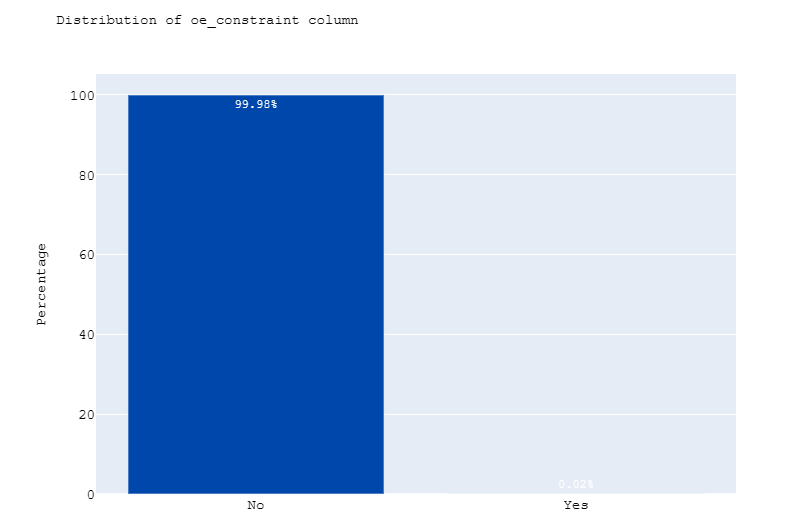 Distribution of oe_constraint column
Percentage
100
80
60
40
20
0
99.98%
0.02%
No
Yes